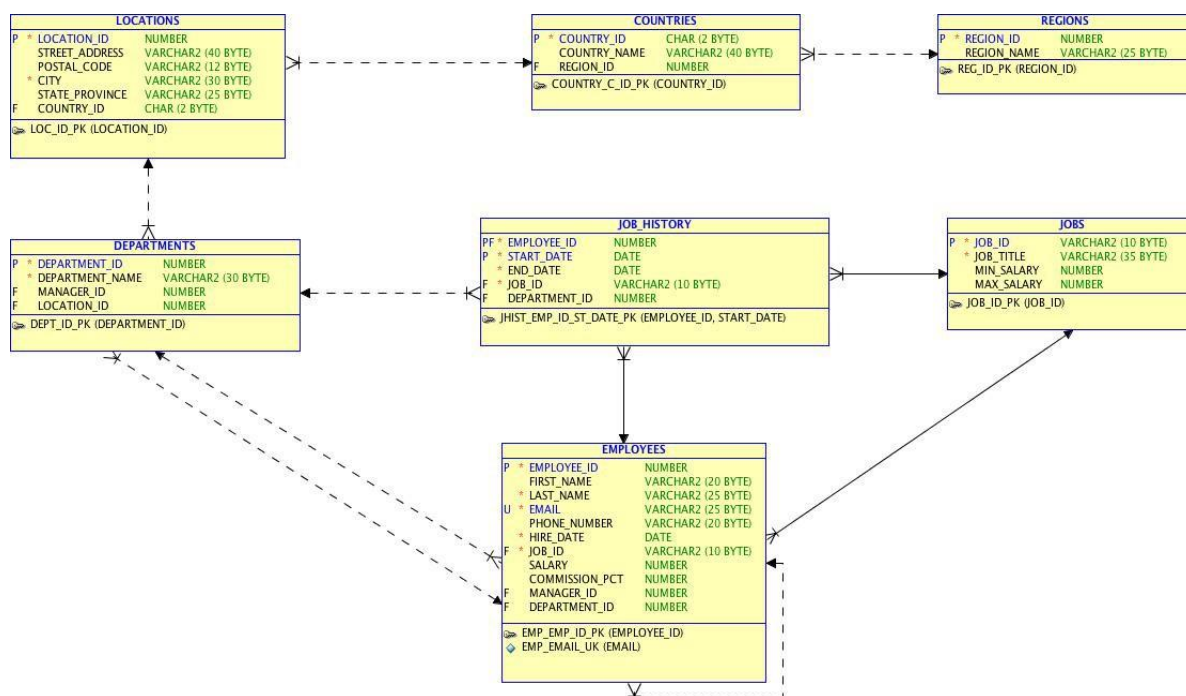 LOCATIONS
P * LOCATION_ID NUMBER
STREET_ADDRESS VARCHAR2 (40 BYTE)
POSTAL_CODE VARCHAR2 (12 BYTE)
* CITY VARCHAR2 (30 BYTE)
STATE_PROVINCE VARCHAR2 (25 BYTE)
F COUNTRY_ID CHAR (2 BYTE)
LOC_ID_PK (LOCATION_ID)
COUNTRIES
P * COUNTRY_ID CHAR (2 BYTE)
COUNTRY_NAME VARCHAR2 (40 BYTE)
F REGION_ID NUMBER
COUNTRY_C_ID_PK (COUNTRY_ID)
REGIONS
P * REGION_ID NUMBER
REGION_NAME VARCHAR2 (25 BYTE)
REG_ID_PK (REGION_ID)
DEPARTMENTS
P * DEPARTMENT_ID NUMBER
* DEPARTMENT_NAME VARCHAR2 (30 BYTE)
F MANAGER_ID NUMBER
F LOCATION_ID NUMBER
DEPT_ID_PK (DEPARTMENT_ID)
JOB_HISTORY
PF * EMPLOYEE_ID NUMBER
P * START_DATE DATE
* END_DATE DATE
F * JOB_ID VARCHAR2 (10 BYTE)
F DEPARTMENT_ID NUMBER
JHIST_EMP_ID_ST_DATE_PK (EMPLOYEE_ID, START_DATE)
JOBS
P * JOB_ID VARCHAR2 (10 BYTE)
* JOB_TITLE VARCHAR2 (35 BYTE)
MIN_SALARY NUMBER
MAX_SALARY NUMBER
JOB_ID_PK (JOB_ID)
EMPLOYEES
P * EMPLOYEE_ID NUMBER
FIRST_NAME VARCHAR2 (20 BYTE)
* LAST_NAME VARCHAR2 (25 BYTE)
U * EMAIL VARCHAR2 (25 BYTE)
PHONE_NUMBER VARCHAR2 (20 BYTE)
* HIRE_DATE DATE
F * JOB_ID VARCHAR2 (10 BYTE)
SALARY NUMBER
COMMISSION_PCT NUMBER
F MANAGER_ID NUMBER
F DEPARTMENT_ID NUMBER
EMP_EMP_ID_PK (EMPLOYEE_ID)
EMP_EMAIL_UK (EMAIL)